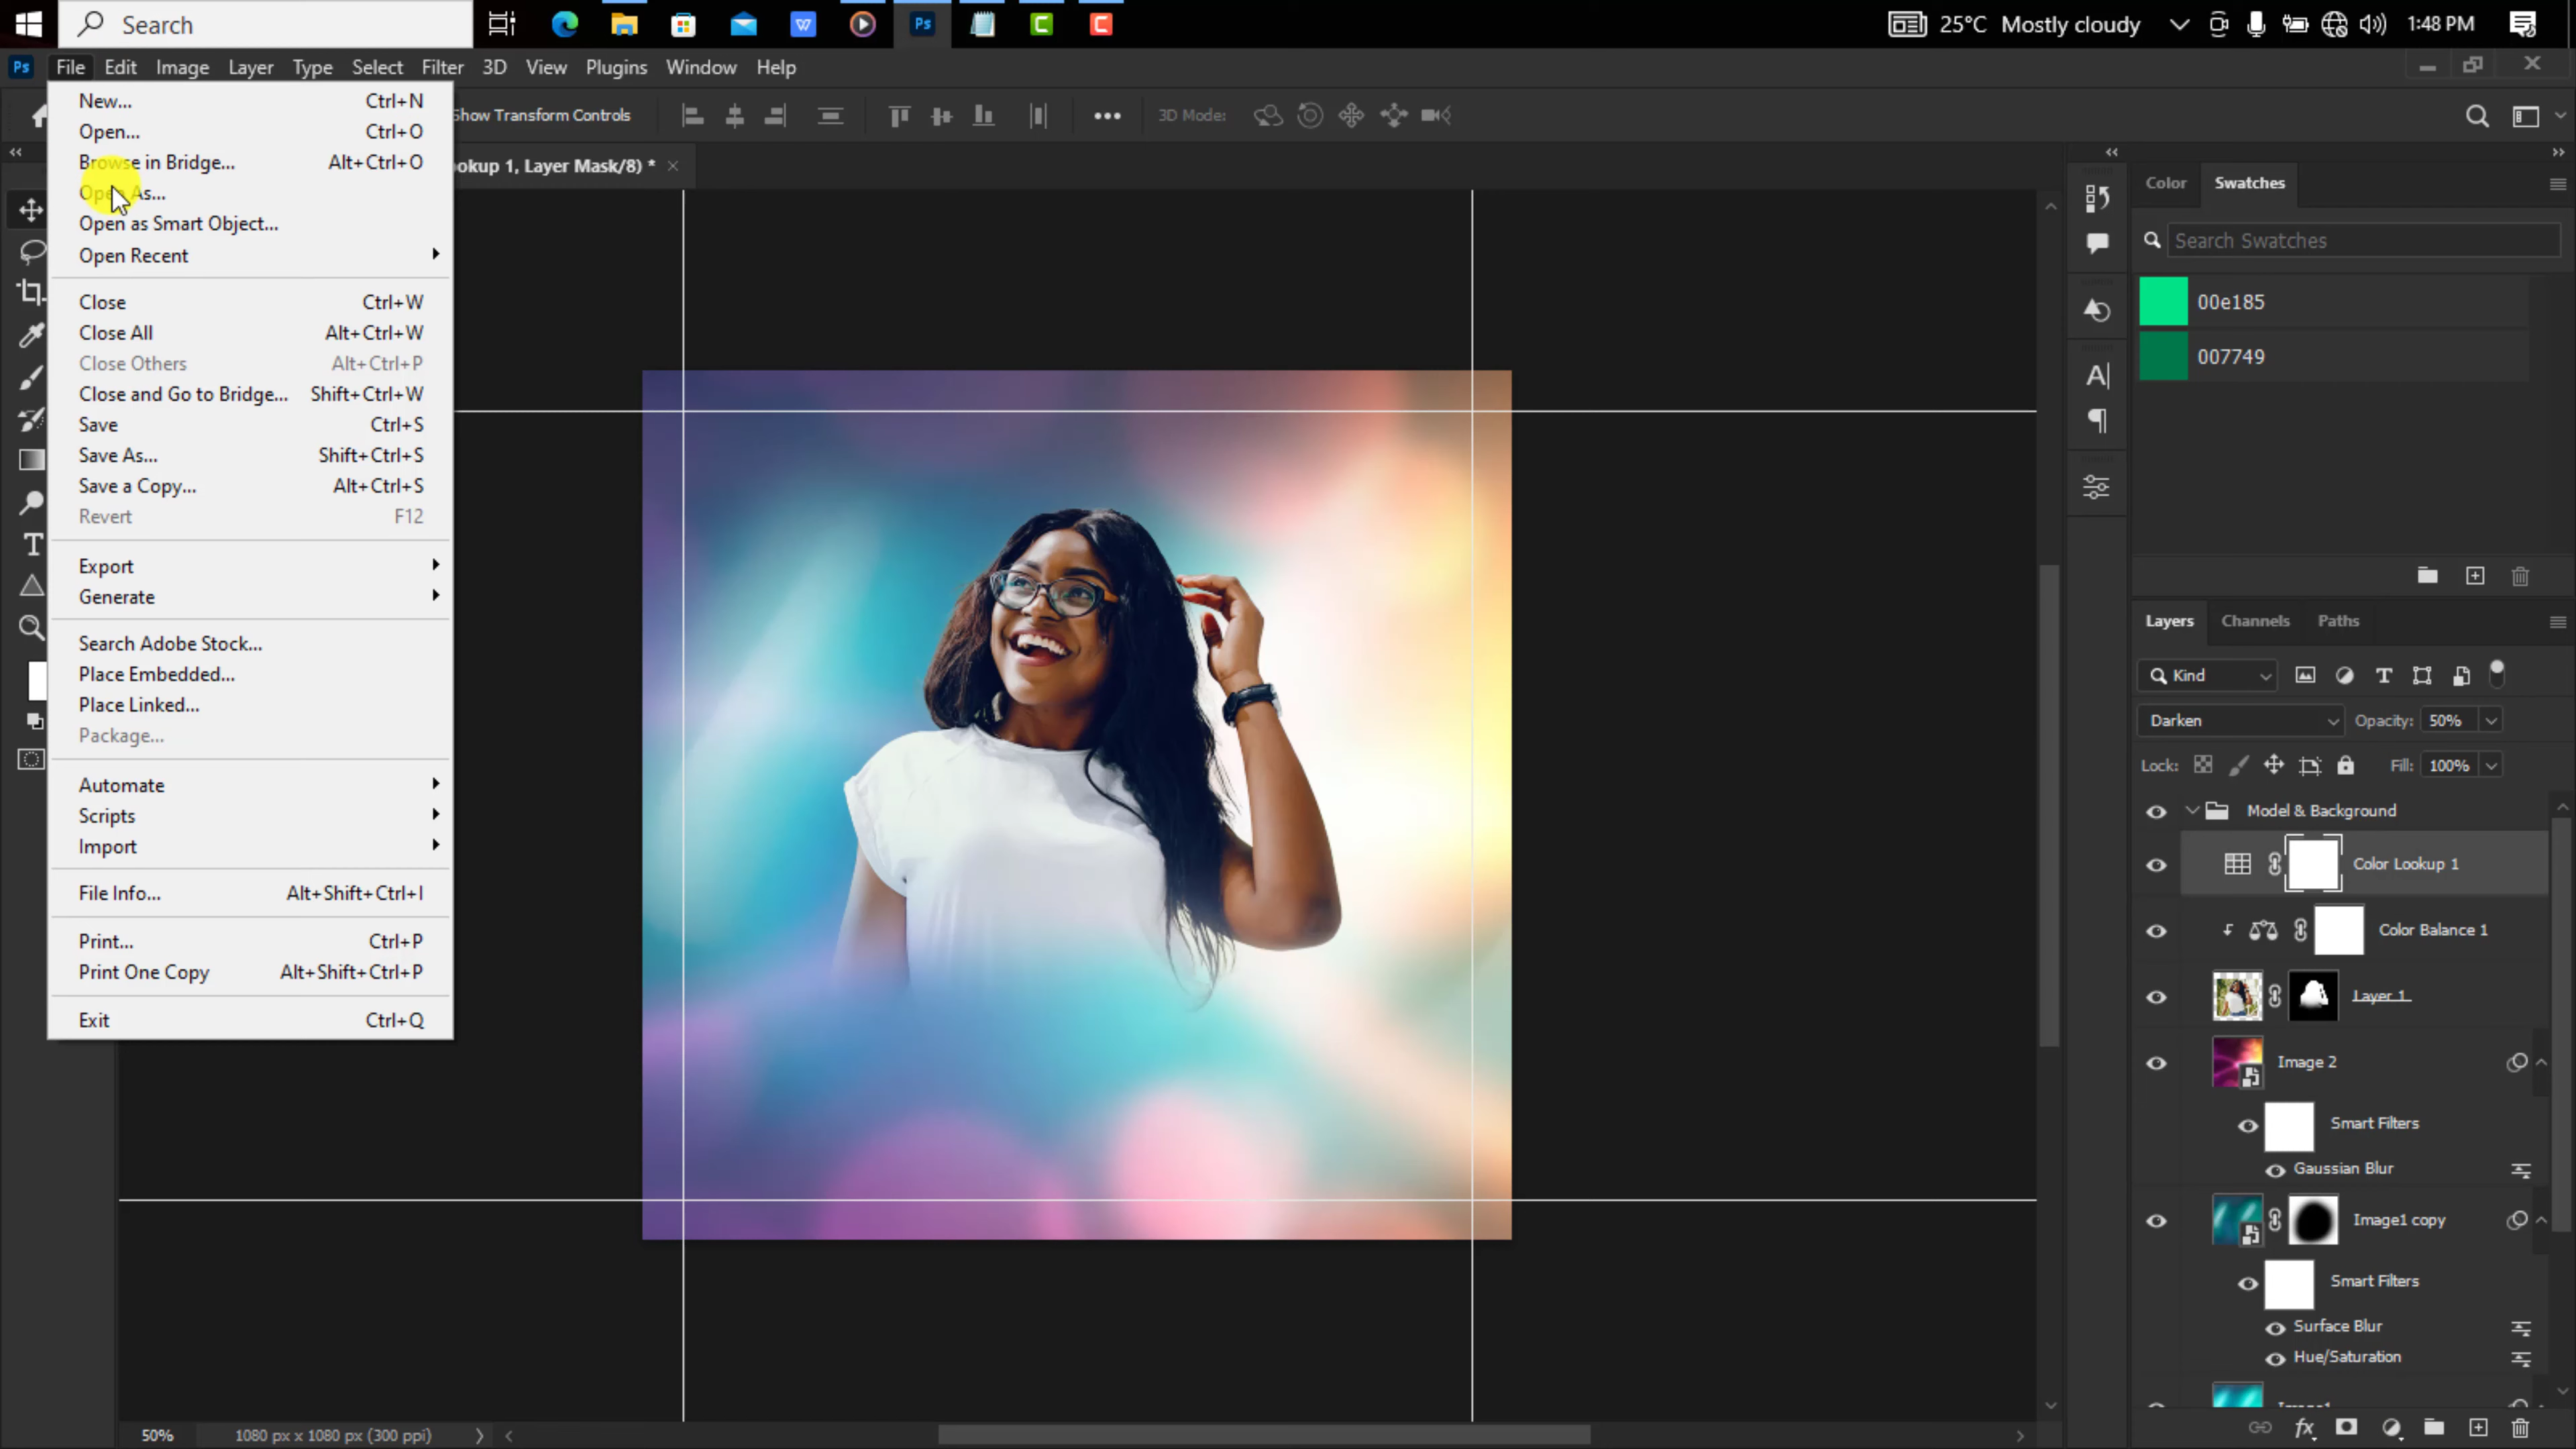 Search
W
Ps
C
C
25°C Mostly cloudy
1:48 PM
Ps
File Edit Image Layer Type Select Filter 3D View Plugins Window Help
Show Transform Controls
3D Mode:
ookup 1, Layer Mask/8) *
New... Ctrl+N
Open... Ctrl+O
Browse in Bridge... Alt+Ctrl+O
Open As...
Open as Smart Object...
Open Recent
Close Ctrl+W
Close All Alt+Ctrl+W
Close Others Alt+Ctrl+P
Close and Go to Bridge... Shift+Ctrl+W
Save Ctrl+S
Save As... Shift+Ctrl+S
Save a Copy... Alt+Ctrl+S
Revert F12
Export
Generate
Search Adobe Stock...
Place Embedded...
Place Linked...
Package...
Automate
Scripts
Import
File Info... Alt+Shift+Ctrl+I
Print... Ctrl+P
Print One Copy Alt+Shift+Ctrl+P
Exit Ctrl+Q
Color Swatches
Search Swatches
00e185
007749
Layers Channels Paths
Kind
Darken Opacity: 50%
Lock: Fill: 100%
Model & Background
Color Lookup 1
Color Balance 1
Layer 1
Image 2
Smart Filters
Gaussian Blur
Image1 copy
Smart Filters
Surface Blur
Hue/Saturation
fx
50% 1080 px x 1080 px (300 ppi)